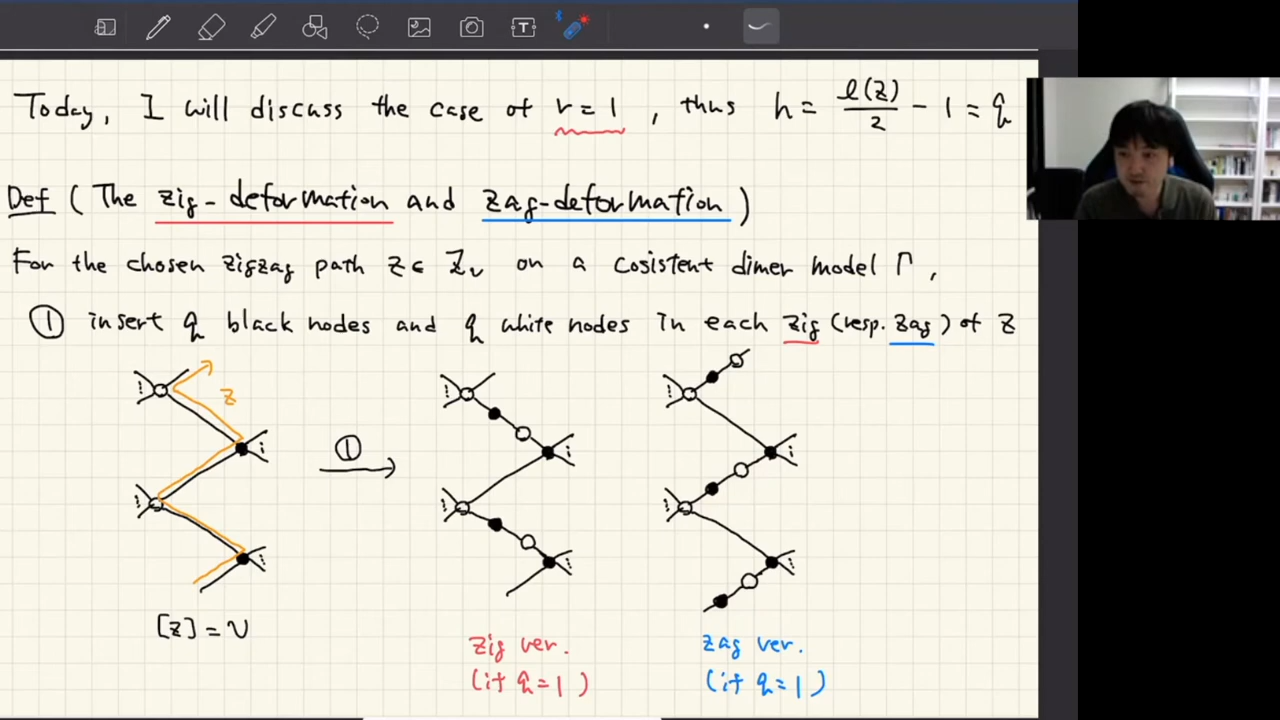 Today, I will discuss the case of r=1, thus h = l(z)/2 - 1 = q
Def (The zig-deformation and zag-deformation)
For the chosen zigzag path z ∈ Z_v on a cosistent dimer model Γ,
① insert q black nodes and q white nodes in each zig (resp. zag) of z
z
①
[z] = v
zig ver.
(if q=1)
zag ver.
(if q=1)